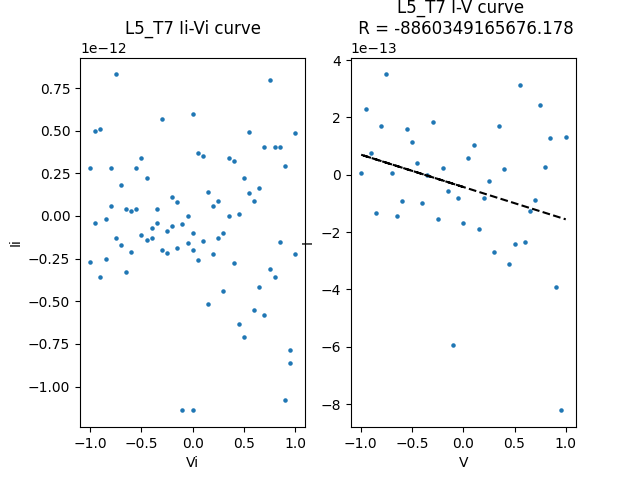 L5_T7 Ii-Vi curve
1e−12
0.75
0.50
0.25
0.00
−0.25
−0.50
−0.75
−1.00
Ii
−1.0 −0.5 0.0 0.5 1.0
Vi
L5_T7 I-V curve
R = -8860349165676.178
1e−13
4
2
0
−2
−4
−6
−8
I
−1.0 −0.5 0.0 0.5 1.0
V